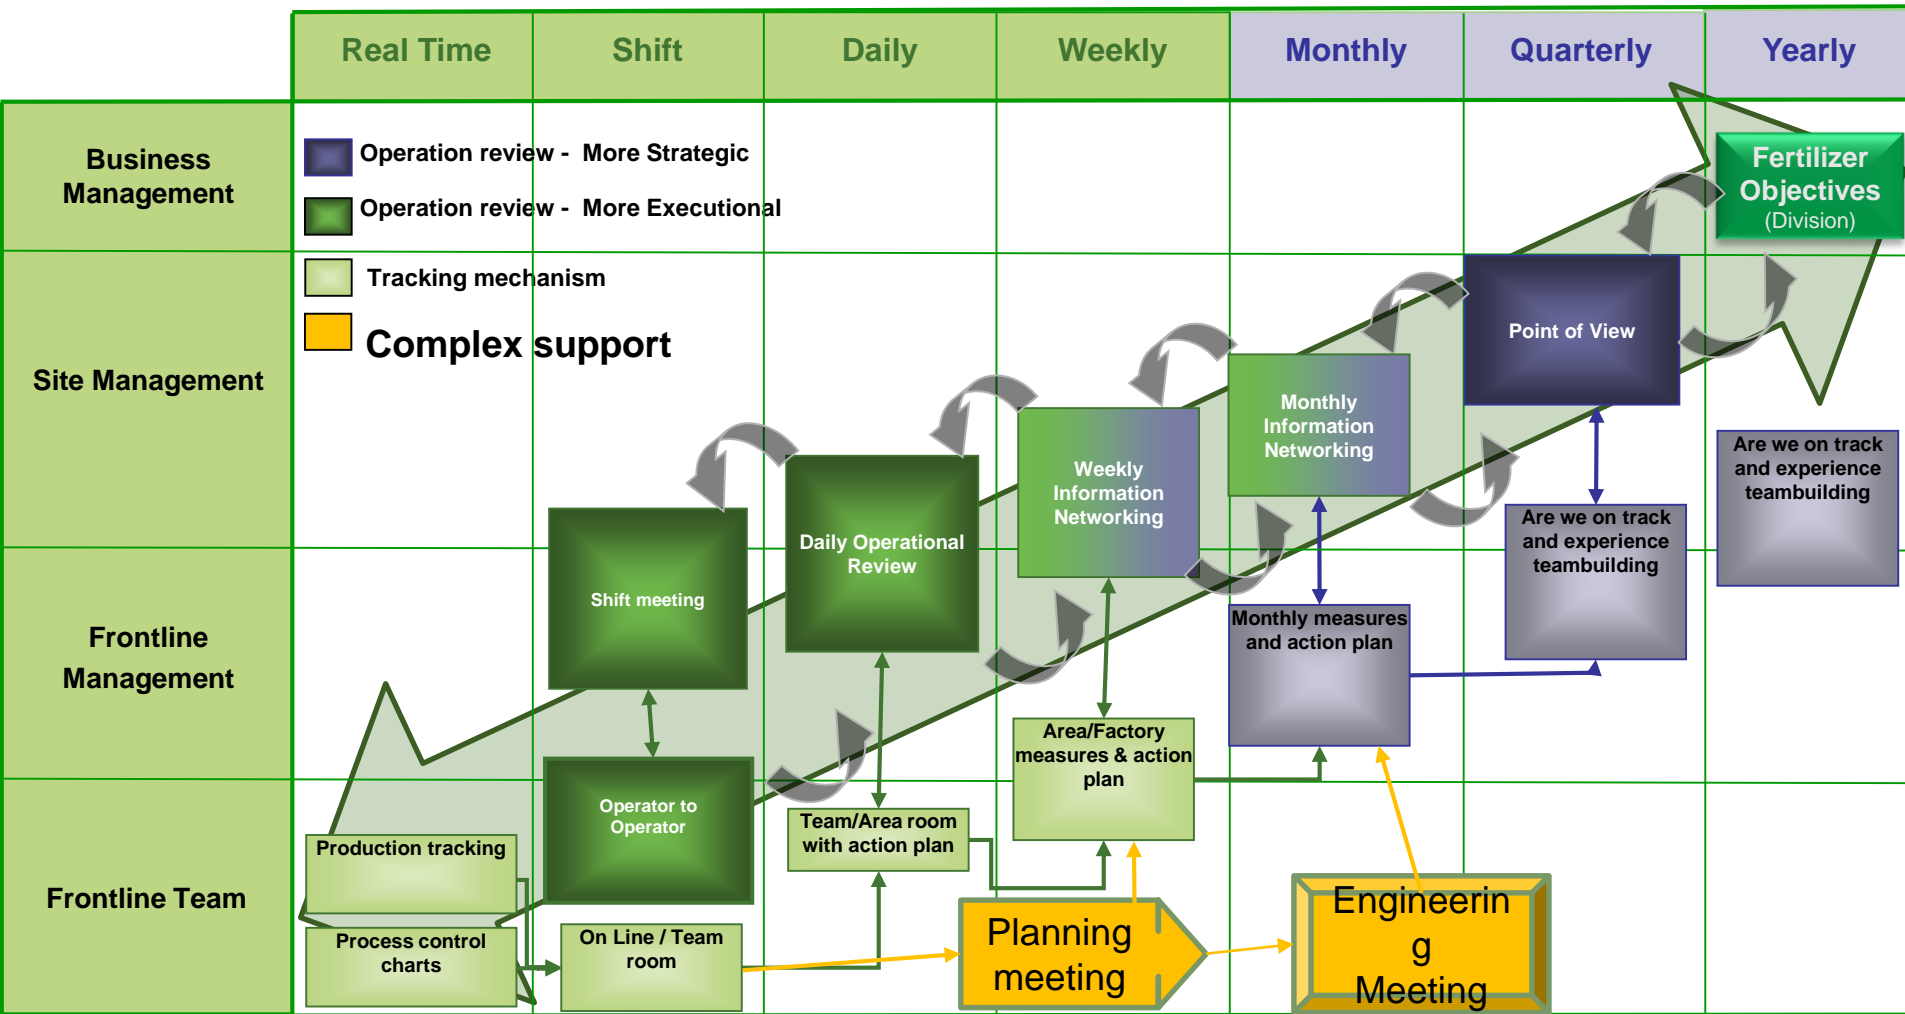 Real Time
Shift
Daily
Weekly
Monthly
Quarterly
Yearly
Business
Management
Operation review -  More Strategic
Operation review -  More Executional
Fertilizer
Objectives
(Division)
Site Management
Tracking mechanism
Complex support
Point of View
Monthly
Information
Networking
Weekly
Information
Networking
Are we on track
and experience
teambuilding
Are we on track
and experience
teambuilding
Daily Operational
Review
Shift meeting
Frontline
Management
Monthly measures
and action plan
Area/Factory
measures & action
plan
Operator to
Operator
Team/Area room
with action plan
Frontline Team
Production tracking
Process control
charts
On Line / Team
room
Planning
meeting
Engineerin
g
Meeting